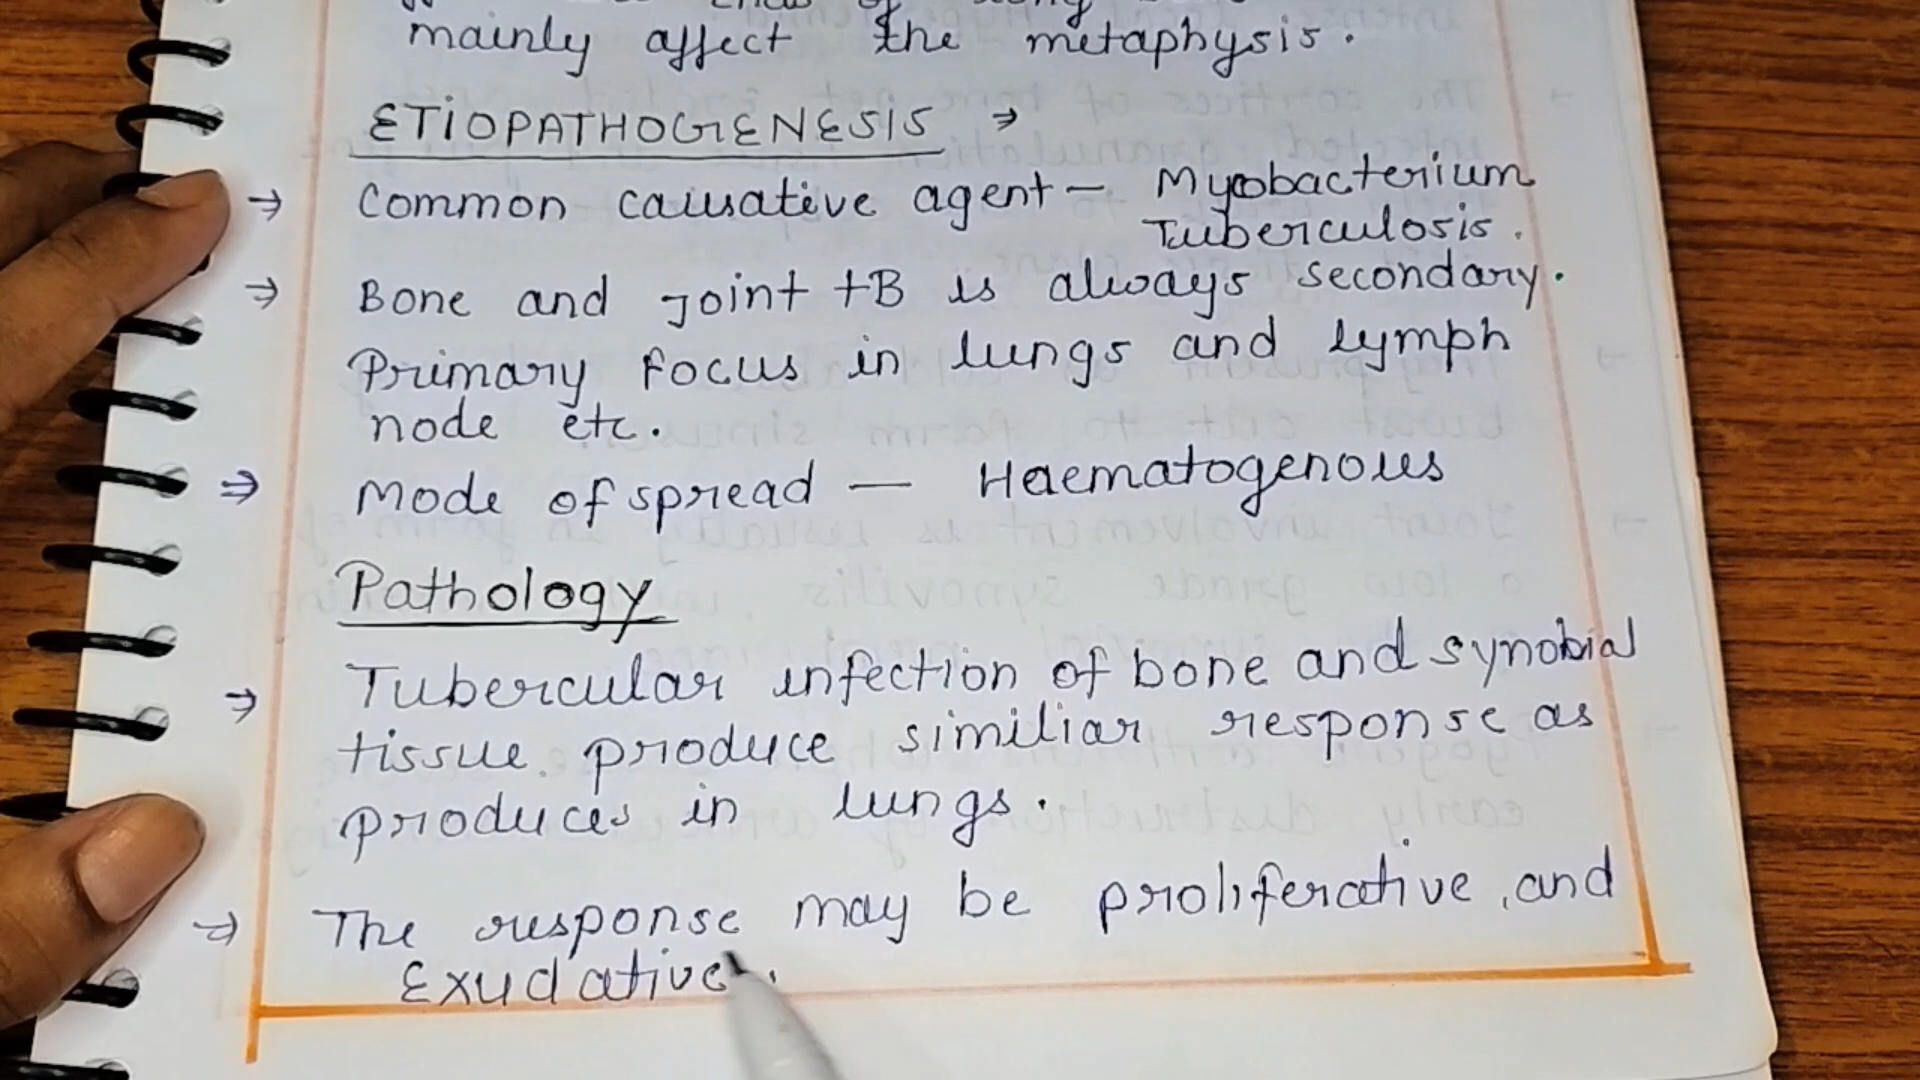 mainly affect the metaphysis.
ETIOPATHOGENESIS →
⇒ Common causative agent – Mycobacterium
Tuberculosis.
⇒ Bone and Joint TB is always secondary.
Primary focus in lungs and lymph
node etc.
⇒ Mode of spread – Haematogenous
Pathology
⇒ Tubercular infection of bone and synobial
tissue produce similiar response as
produces in lungs.
⇒ The response may be proliferative, and
Exudative.